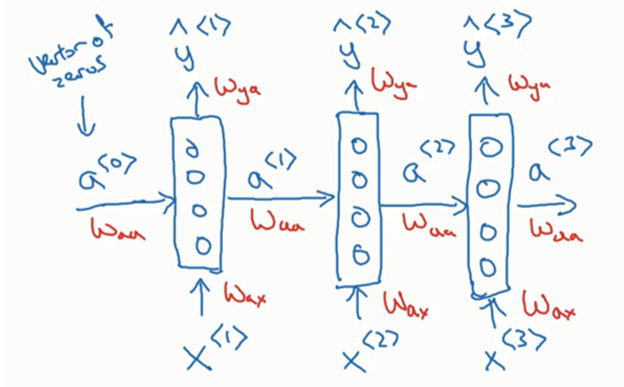 vector of
zeros
ŷ<1> ŷ<2> ŷ<3>
Wya Wya Wya
a<0> a<1> a<2> a<3>
Waa Waa Waa Waa
Wax Wax Wax
x<1> x<2> x<3>